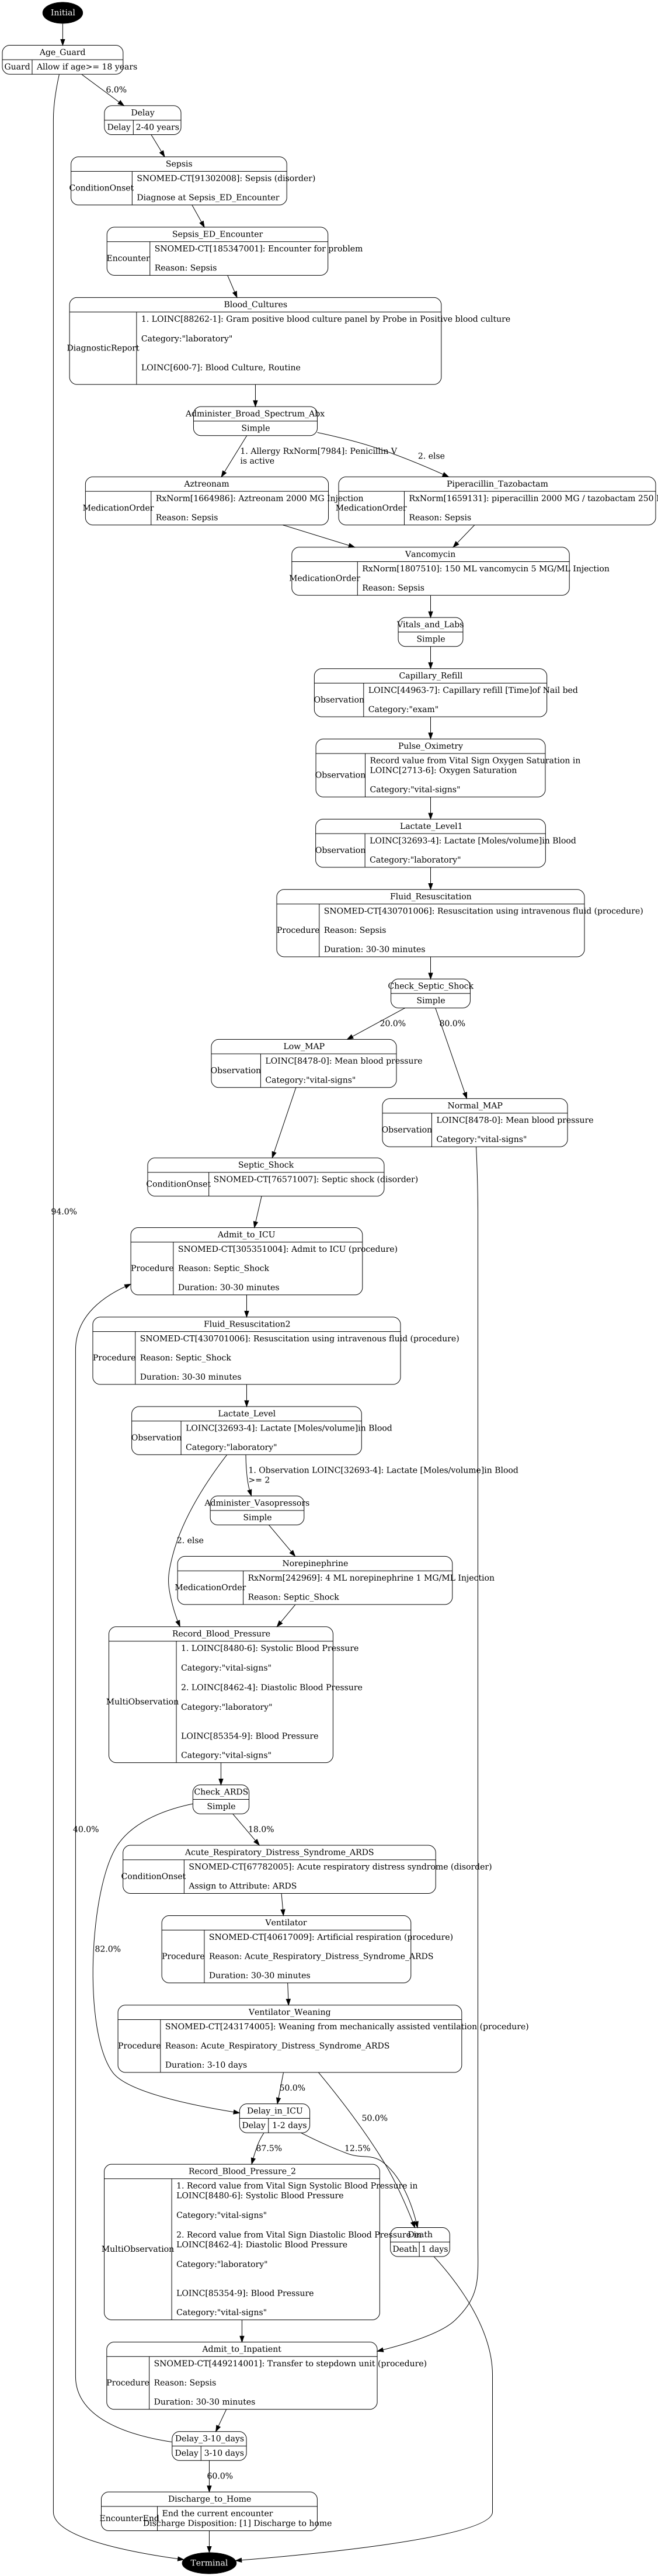 Initial
Age_Guard
Guard
Allow if age>= 18 years
6.0%
Delay
Delay
2-40 years
Sepsis
ConditionOnset
SNOMED-CT[91302008]: Sepsis (disorder)
Diagnose at Sepsis_ED_Encounter
Sepsis_ED_Encounter
Encounter
SNOMED-CT[185347001]: Encounter for problem
Reason: Sepsis
Blood_Cultures
DiagnosticReport
1. LOINC[88262-1]: Gram positive blood culture panel by Probe in Positive blood culture
Category:"laboratory"
LOINC[600-7]: Blood Culture, Routine
Administer_Broad_Spectrum_Abx
Simple
1. Allergy RxNorm[7984]: Penicillin V
is active
2. else
Aztreonam
MedicationOrder
RxNorm[1664986]: Aztreonam 2000 MG Injection
Reason: Sepsis
Piperacillin_Tazobactam
MedicationOrder
RxNorm[1659131]: piperacillin 2000 MG / tazobactam 250
Reason: Sepsis
Vancomycin
MedicationOrder
RxNorm[1807510]: 150 ML vancomycin 5 MG/ML Injection
Reason: Sepsis
Vitals_and_Labs
Simple
Capillary_Refill
Observation
LOINC[44963-7]: Capillary refill [Time]of Nail bed
Category:"exam"
Pulse_Oximetry
Observation
Record value from Vital Sign Oxygen Saturation in
LOINC[2713-6]: Oxygen Saturation
Category:"vital-signs"
Lactate_Level1
Observation
LOINC[32693-4]: Lactate [Moles/volume]in Blood
Category:"laboratory"
Fluid_Resuscitation
Procedure
SNOMED-CT[430701006]: Resuscitation using intravenous fluid (procedure)
Reason: Sepsis
Duration: 30-30 minutes
Check_Septic_Shock
Simple
20.0%
80.0%
Low_MAP
Observation
LOINC[8478-0]: Mean blood pressure
Category:"vital-signs"
Normal_MAP
Observation
LOINC[8478-0]: Mean blood pressure
Category:"vital-signs"
Septic_Shock
ConditionOnset
SNOMED-CT[76571007]: Septic shock (disorder)
94.0%
Admit_to_ICU
Procedure
SNOMED-CT[305351004]: Admit to ICU (procedure)
Reason: Septic_Shock
Duration: 30-30 minutes
Fluid_Resuscitation2
Procedure
SNOMED-CT[430701006]: Resuscitation using intravenous fluid (procedure)
Reason: Septic_Shock
Duration: 30-30 minutes
Lactate_Level
Observation
LOINC[32693-4]: Lactate [Moles/volume]in Blood
Category:"laboratory"
1. Observation LOINC[32693-4]: Lactate [Moles/volume]in Blood
>= 2
Administer_Vasopressors
Simple
2. else
Norepinephrine
MedicationOrder
RxNorm[242969]: 4 ML norepinephrine 1 MG/ML Injection
Reason: Septic_Shock
Record_Blood_Pressure
MultiObservation
1. LOINC[8480-6]: Systolic Blood Pressure
Category:"vital-signs"
2. LOINC[8462-4]: Diastolic Blood Pressure
Category:"laboratory"
LOINC[85354-9]: Blood Pressure
Category:"vital-signs"
Check_ARDS
Simple
40.0%
18.0%
Acute_Respiratory_Distress_Syndrome_ARDS
ConditionOnset
SNOMED-CT[67782005]: Acute respiratory distress syndrome (disorder)
Assign to Attribute: ARDS
Ventilator
Procedure
SNOMED-CT[40617009]: Artificial respiration (procedure)
Reason: Acute_Respiratory_Distress_Syndrome_ARDS
Duration: 30-30 minutes
82.0%
Ventilator_Weaning
Procedure
SNOMED-CT[243174005]: Weaning from mechanically assisted ventilation (procedure)
Reason: Acute_Respiratory_Distress_Syndrome_ARDS
Duration: 3-10 days
50.0%
50.0%
Delay_in_ICU
Delay
1-2 days
87.5%
12.5%
Record_Blood_Pressure_2
MultiObservation
1. Record value from Vital Sign Systolic Blood Pressure in
LOINC[8480-6]: Systolic Blood Pressure
Category:"vital-signs"
2. Record value from Vital Sign Diastolic Blood Pressure in
LOINC[8462-4]: Diastolic Blood Pressure
Category:"laboratory"
LOINC[85354-9]: Blood Pressure
Category:"vital-signs"
Death
Death
1 days
Admit_to_Inpatient
Procedure
SNOMED-CT[449214001]: Transfer to stepdown unit (procedure)
Reason: Sepsis
Duration: 30-30 minutes
Delay_3-10_days
Delay
3-10 days
60.0%
Discharge_to_Home
EncounterEnd
End the current encounter
Discharge Disposition: [1] Discharge to home
Terminal